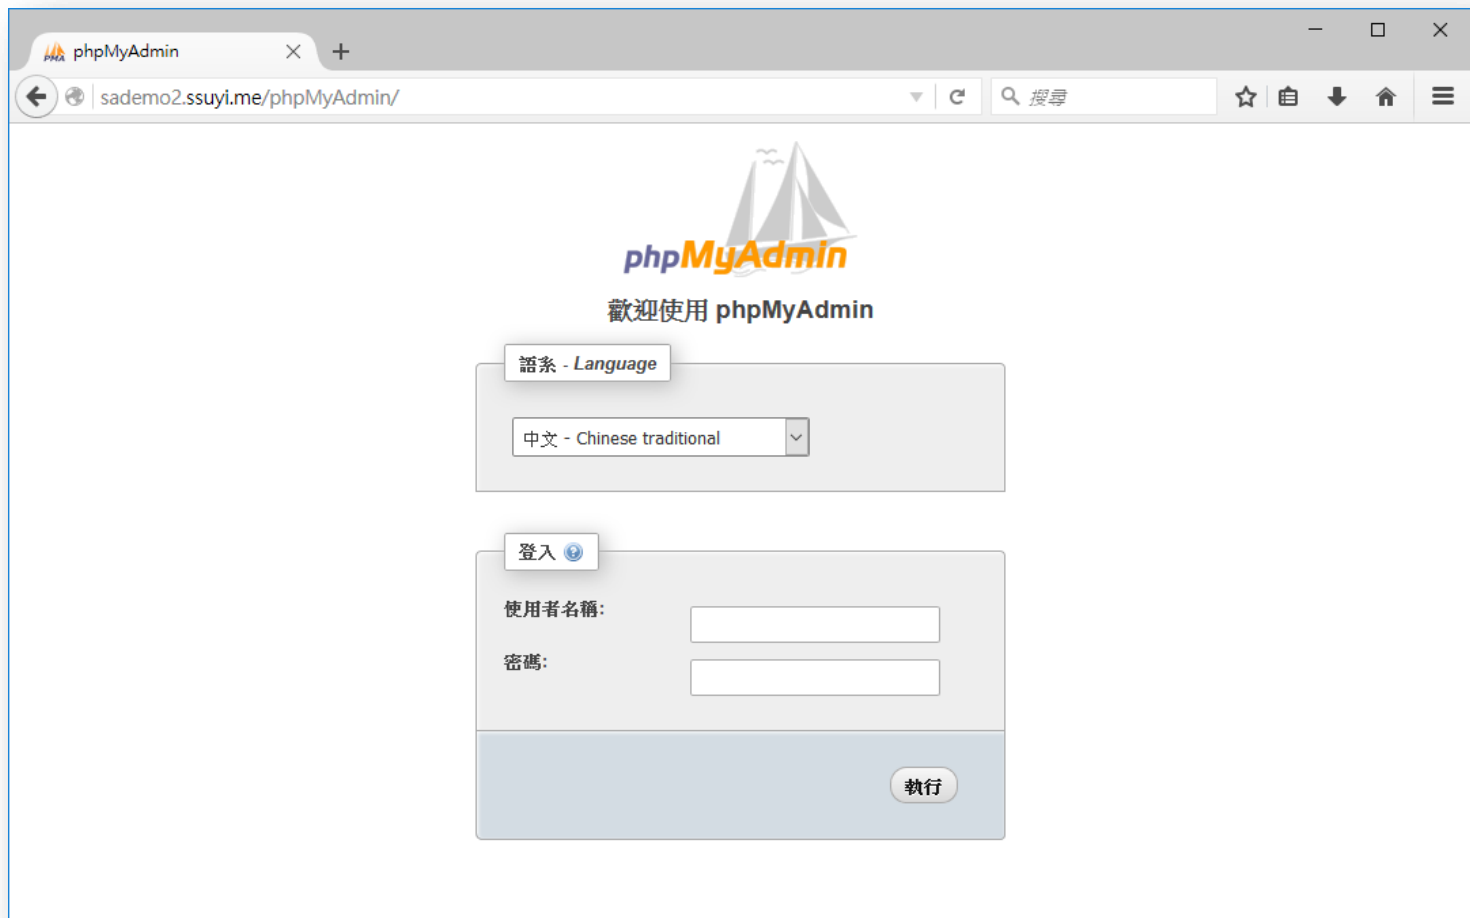 phpMyAdmin
sademo2.ssuyi.me/phpMyAdmin/
搜尋
phpMyAdmin
歡迎使用 phpMyAdmin
語系 - Language
中文 - Chinese traditional
登入
使用者名稱:
密碼:
執行